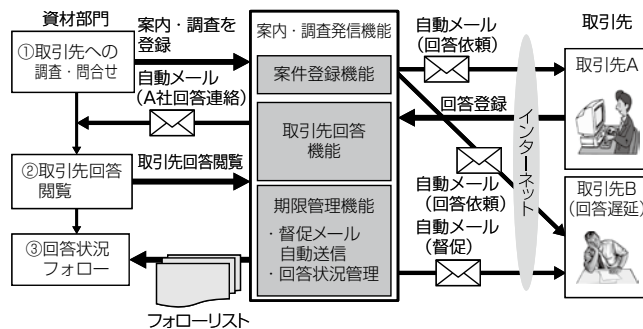 資材部門
①取引先への
調査・問合せ
②取引先回答
閲覧
③回答状況
フォロー
案内・調査を
登録
自動メール
（A社回答連絡）
取引先回答閲覧
フォローリスト
案内・調査発信機能
案件登録機能
取引先回答
機能
期限管理機能
・督促メール
自動送信
・回答状況管理
自動メール
（回答依頼）
回答登録
自動メール
（回答依頼）
自動メール
（督促）
インターネット
取引先
取引先A
取引先B
（回答遅延）